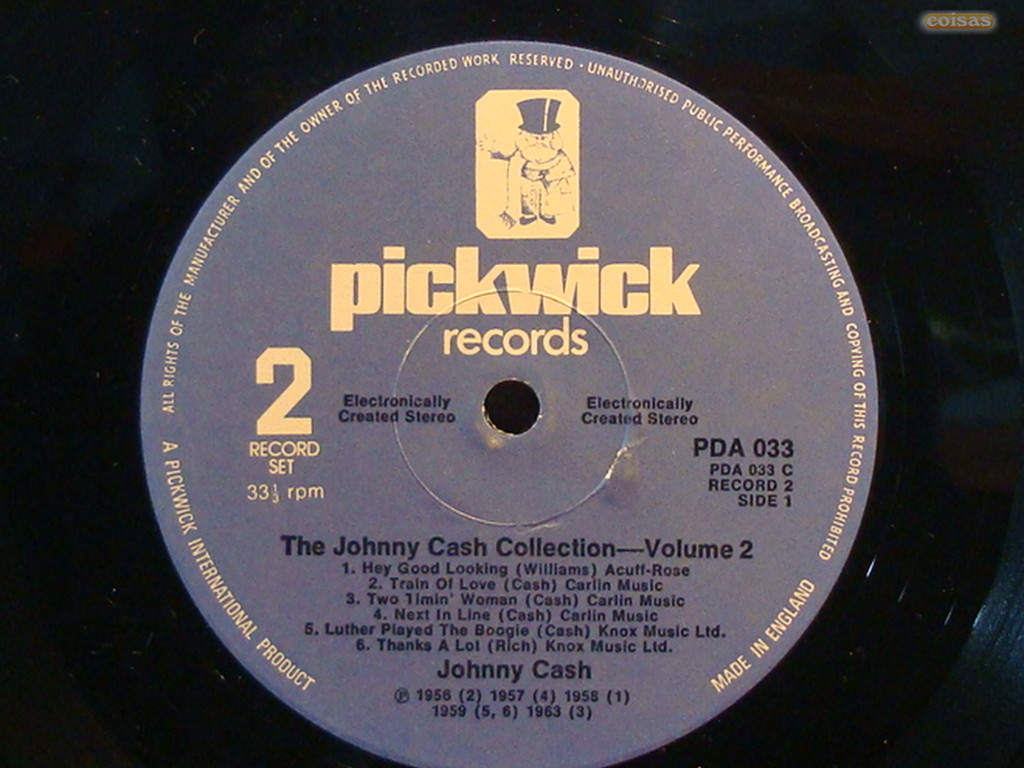 coisas
ALL RIGHTS OF THE MANUFACTURER AND OF THE OWNER OF THE RECORDED WORK RESERVED · UNAUTHORISED PUBLIC PERFORMANCE BROADCASTING AND COPYING OF THIS RECORD PROHIBITED
pickwick
records
2
RECORD
SET
33⅓ rpm
Electronically
Created Stereo
Electronically
Created Stereo
PDA 033
PDA 033 C
RECORD 2
SIDE 1
The Johnny Cash Collection—Volume 2
1. Hey Good Looking (Williams) Acuff-Rose
2. Train Of Love (Cash) Carlin Music
3. Two Timin' Woman (Cash) Carlin Music
4. Next In Line (Cash) Carlin Music
5. Luther Played The Boogie (Cash) Knox Music Ltd.
6. Thanks A Lot (Rich) Knox Music Ltd.
Johnny Cash
℗ 1956 (2) 1957 (4) 1958 (1)
1959 (5, 6) 1963 (3)
A PICKWICK INTERNATIONAL PRODUCT
MADE IN ENGLAND